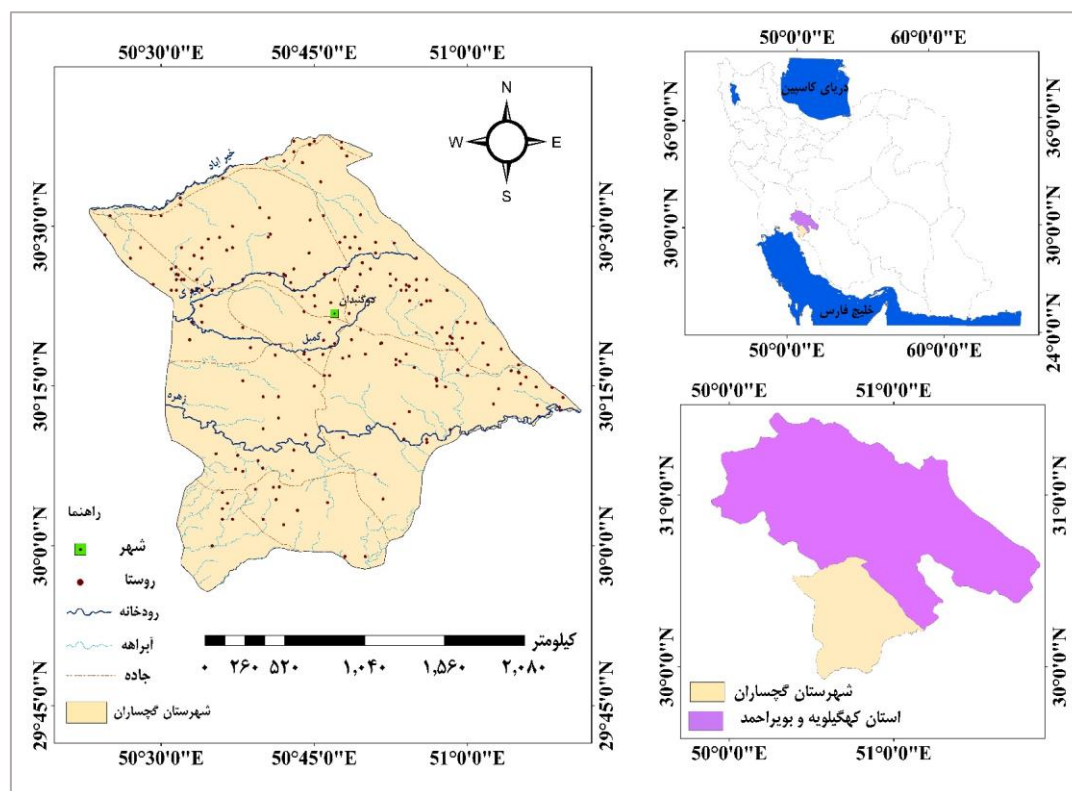 50°30'0"E 50°45'0"E 51°0'0"E
30°30'0"N
30°15'0"N
30°0'0"N
29°45'0"N
N
W E
S
خیر آباد
دوگنبدان
کمبل
زهره
راهنما
شهر
روستا
رودخانه
آبراهه
جاده
شهرستان گچساران
کیلومتر
۰ ۲۶۰ ۵۲۰ ۱,۰۴۰ ۱,۵۶۰ ۲,۰۸۰
30°30'0"N
30°15'0"N
30°0'0"N
29°45'0"N
50°30'0"E 50°45'0"E 51°0'0"E
50°0'0"E 60°0'0"E
دریای کاسپین
36°0'0"N
30°0'0"N
36°0'0"N
30°0'0"N
24°0'0"N
خلیج فارس
50°0'0"E 60°0'0"E
50°0'0"E 51°0'0"E
31°0'0"N
30°0'0"N
31°0'0"N
30°0'0"N
شهرستان گچساران
استان کهگیلویه و بویراحمد
50°0'0"E 51°0'0"E